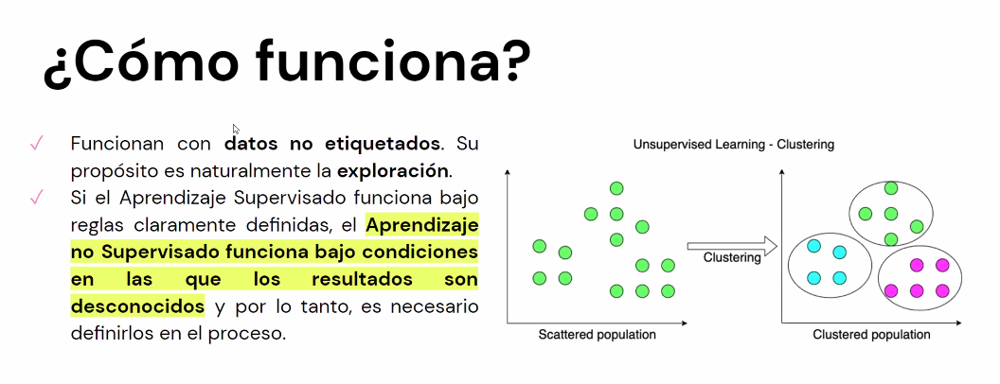 ¿Cómo funciona?
✓ Funcionan con datos no etiquetados. Su
propósito es naturalmente la exploración.
✓ Si el Aprendizaje Supervisado funciona bajo
reglas claramente definidas, el Aprendizaje
no Supervisado funciona bajo condiciones
en las que los resultados son
desconocidos y por lo tanto, es necesario
definirlos en el proceso.
Unsupervised Learning - Clustering
Clustering
Scattered population
Clustered population